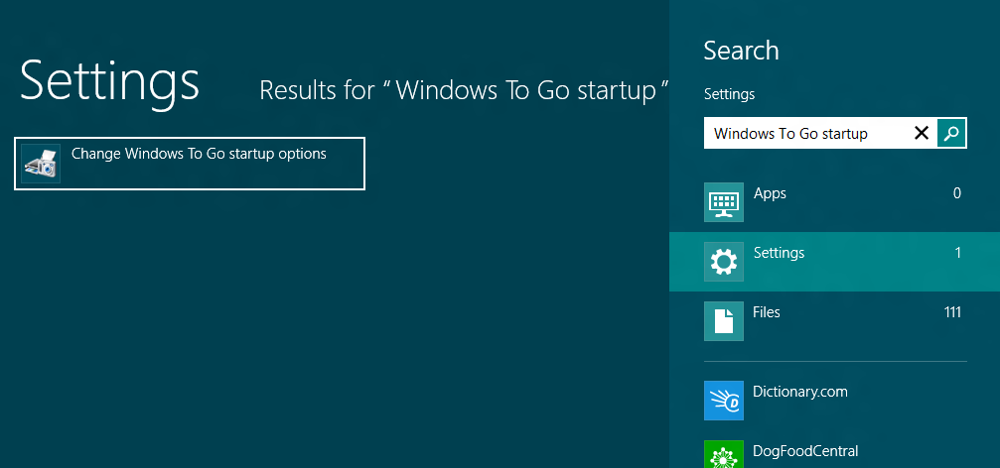 Settings
Results for “Windows To Go startup”
Change Windows To Go startup options
Search
Settings
Windows To Go startup
Apps 0
Settings 1
Files 111
Dictionary.com
DogFoodCentral